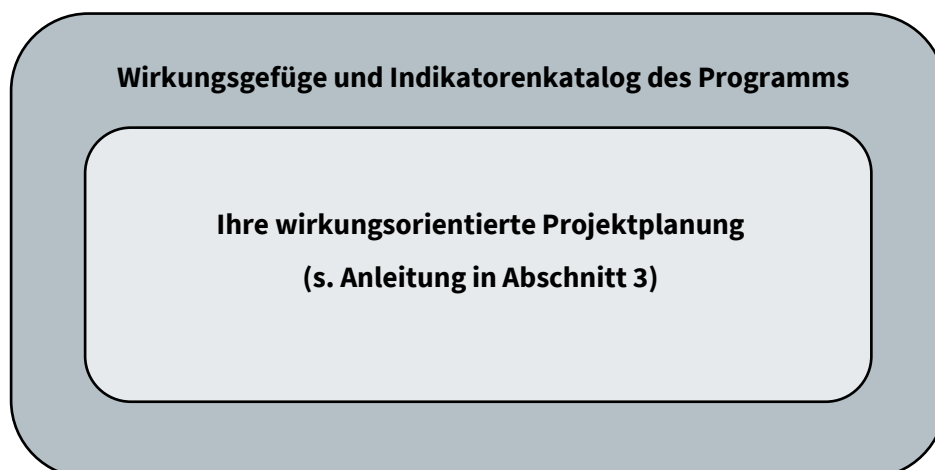 Wirkungsgefüge und Indikatorenkatalog des Programms
Ihre wirkungsorientierte Projektplanung
(s. Anleitung in Abschnitt 3)